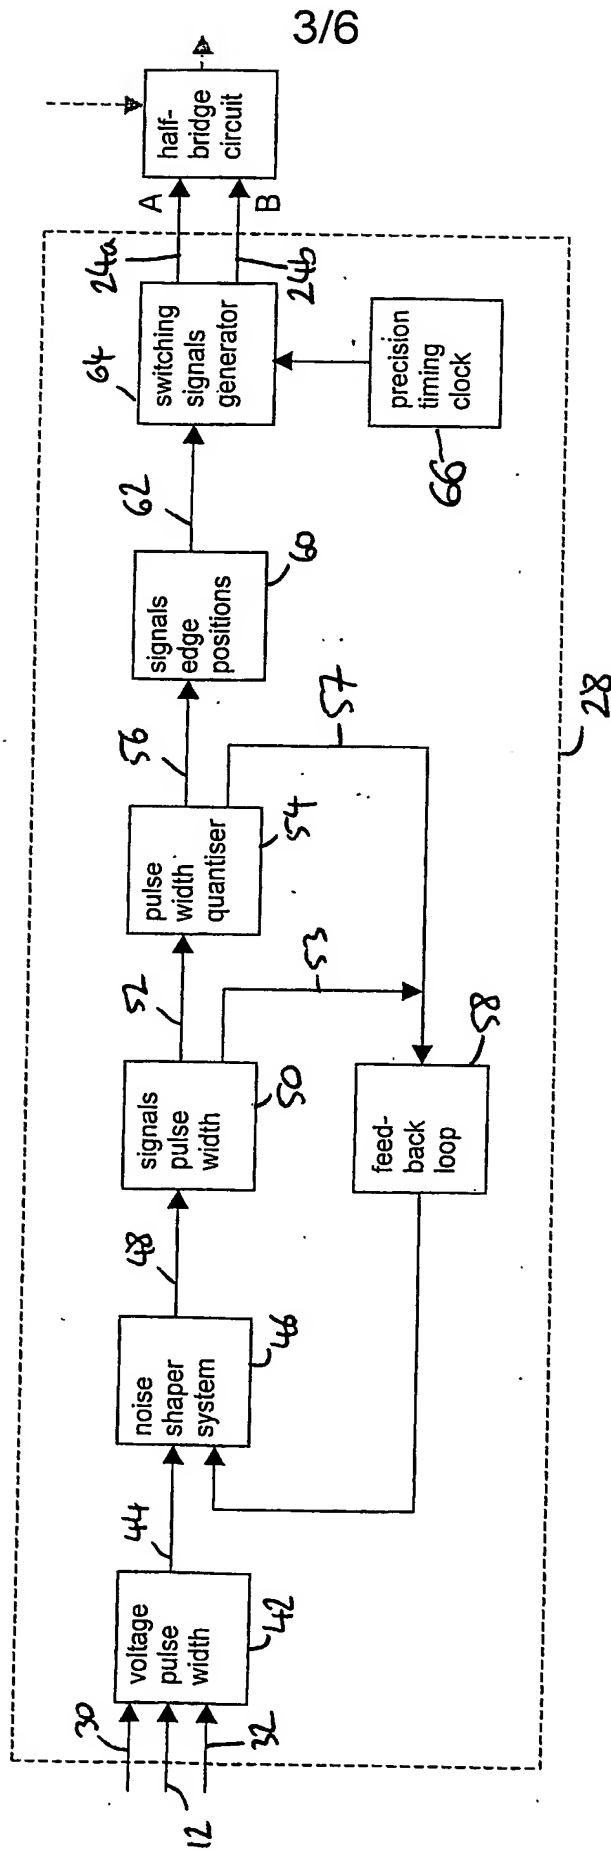 3/6
30
12
32
voltage
pulse
width
42
44
noise
shaper
system
46
48
signals
pulse
width
50
52
53
pulse
width
quantiser
54
56
57
feed-
back
loop
58
signals
edge
positions
60
62
switching
signals
generator
64
precision
timing
clock
66
24a
24b
A
B
half-
bridge
circuit
28